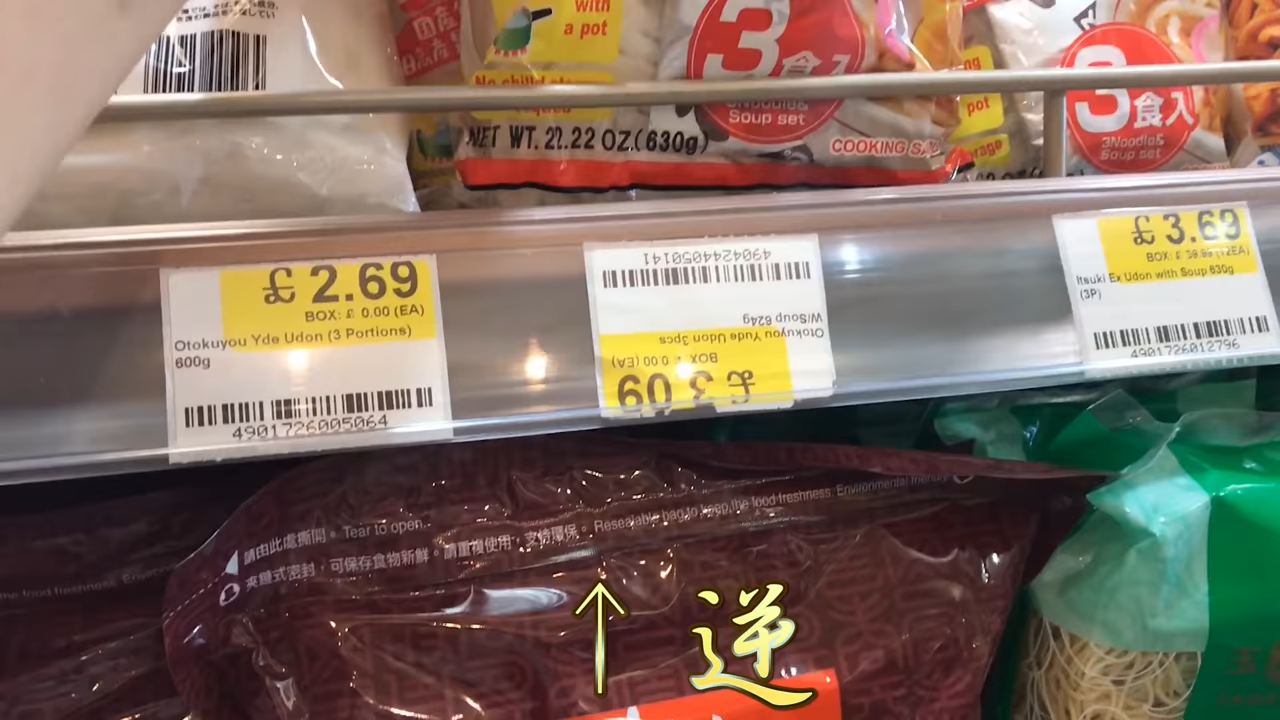 with
a pot
3
食入
3Noodle&
Soup set
NET WT. 22.22 OZ.(630g)
COOKING
pot
3
食入
3Noodle&
Soup set
£ 2.69
BOX: £ 0.00 (EA)
Otokuyou Yde Udon (3 Portions)
600g
4901726005064
£ 3.09
BOX £ 0.00 (EA)
Otokuyou Yude Udon 3pcs
W/Soup 624g
4904244050141
£ 3.69
BOX: £ 39.99 (12EA)
Itsuki Ex Udon with Soup 630g
(3P)
4901726012796
請由此處撕開。 Tear to open.
夾鏈式密封，可保存食物新鮮。請重複使用，支持環保。 Resealable bag to keep the food freshness. Environmental friendly
the food freshness.
↑ 逆
玉